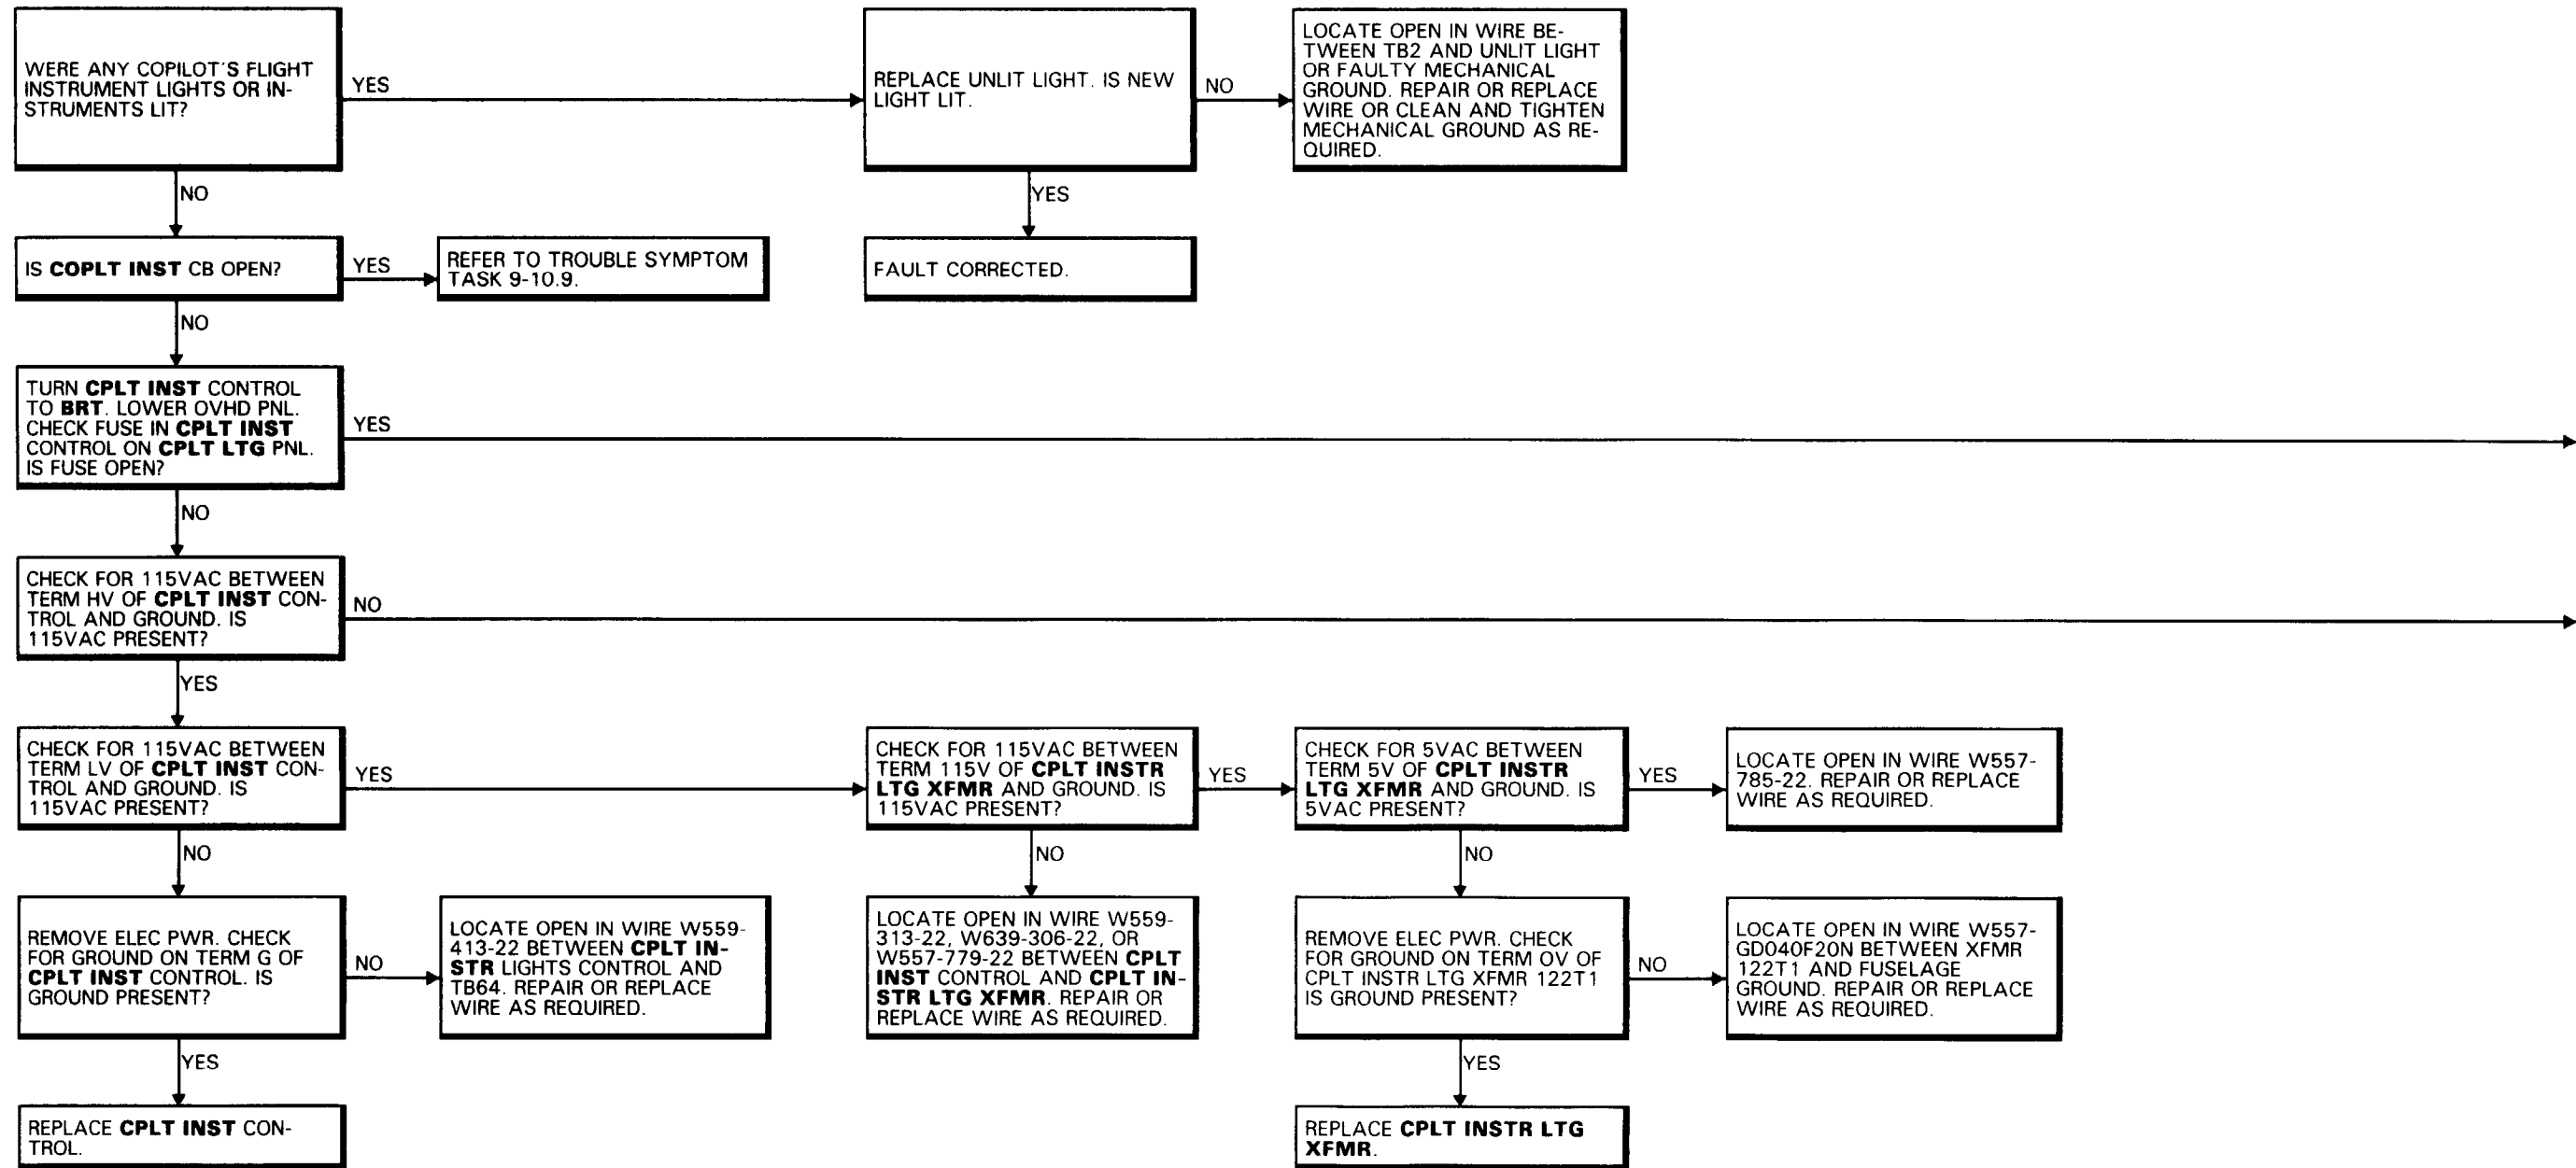 WERE ANY COPILOT'S FLIGHT
INSTRUMENT LIGHTS OR IN-
STRUMENTS LIT?
YES
REPLACE UNLIT LIGHT. IS NEW
LIGHT LIT.
NO
LOCATE OPEN IN WIRE BE-
TWEEN TB2 AND UNLIT LIGHT
OR FAULTY MECHANICAL
GROUND. REPAIR OR REPLACE
WIRE OR CLEAN AND TIGHTEN
MECHANICAL GROUND AS RE-
QUIRED.
NO
YES
IS COPLT INST CB OPEN?
YES
REFER TO TROUBLE SYMPTOM
TASK 9-10.9.
FAULT CORRECTED.
NO
TURN CPLT INST CONTROL
TO BRT. LOWER OVHD PNL.
CHECK FUSE IN CPLT INST
CONTROL ON CPLT LTG PNL.
IS FUSE OPEN?
YES
NO
CHECK FOR 115VAC BETWEEN
TERM HV OF CPLT INST CON-
TROL AND GROUND. IS
115VAC PRESENT?
NO
YES
CHECK FOR 115VAC BETWEEN
TERM LV OF CPLT INST CON-
TROL AND GROUND. IS
115VAC PRESENT?
YES
CHECK FOR 115VAC BETWEEN
TERM 115V OF CPLT INSTR
LTG XFMR AND GROUND. IS
115VAC PRESENT?
YES
CHECK FOR 5VAC BETWEEN
TERM 5V OF CPLT INSTR
LTG XFMR AND GROUND. IS
5VAC PRESENT?
YES
LOCATE OPEN IN WIRE W557-
785-22. REPAIR OR REPLACE
WIRE AS REQUIRED.
NO
NO
NO
REMOVE ELEC PWR. CHECK
FOR GROUND ON TERM G OF
CPLT INST CONTROL. IS
GROUND PRESENT?
NO
LOCATE OPEN IN WIRE W559-
413-22 BETWEEN CPLT IN-
STR LIGHTS CONTROL AND
TB64. REPAIR OR REPLACE
WIRE AS REQUIRED.
LOCATE OPEN IN WIRE W559-
313-22, W639-306-22, OR
W557-779-22 BETWEEN CPLT
INST CONTROL AND CPLT IN-
STR LTG XFMR. REPAIR OR
REPLACE WIRE AS REQUIRED.
REMOVE ELEC PWR. CHECK
FOR GROUND ON TERM OV OF
CPLT INSTR LTG XFMR 122T1
IS GROUND PRESENT?
NO
LOCATE OPEN IN WIRE W557-
GD040F20N BETWEEN XFMR
122T1 AND FUSELAGE
GROUND. REPAIR OR REPLACE
WIRE AS REQUIRED.
YES
YES
REPLACE CPLT INST CON-
TROL.
REPLACE CPLT INSTR LTG
XFMR.